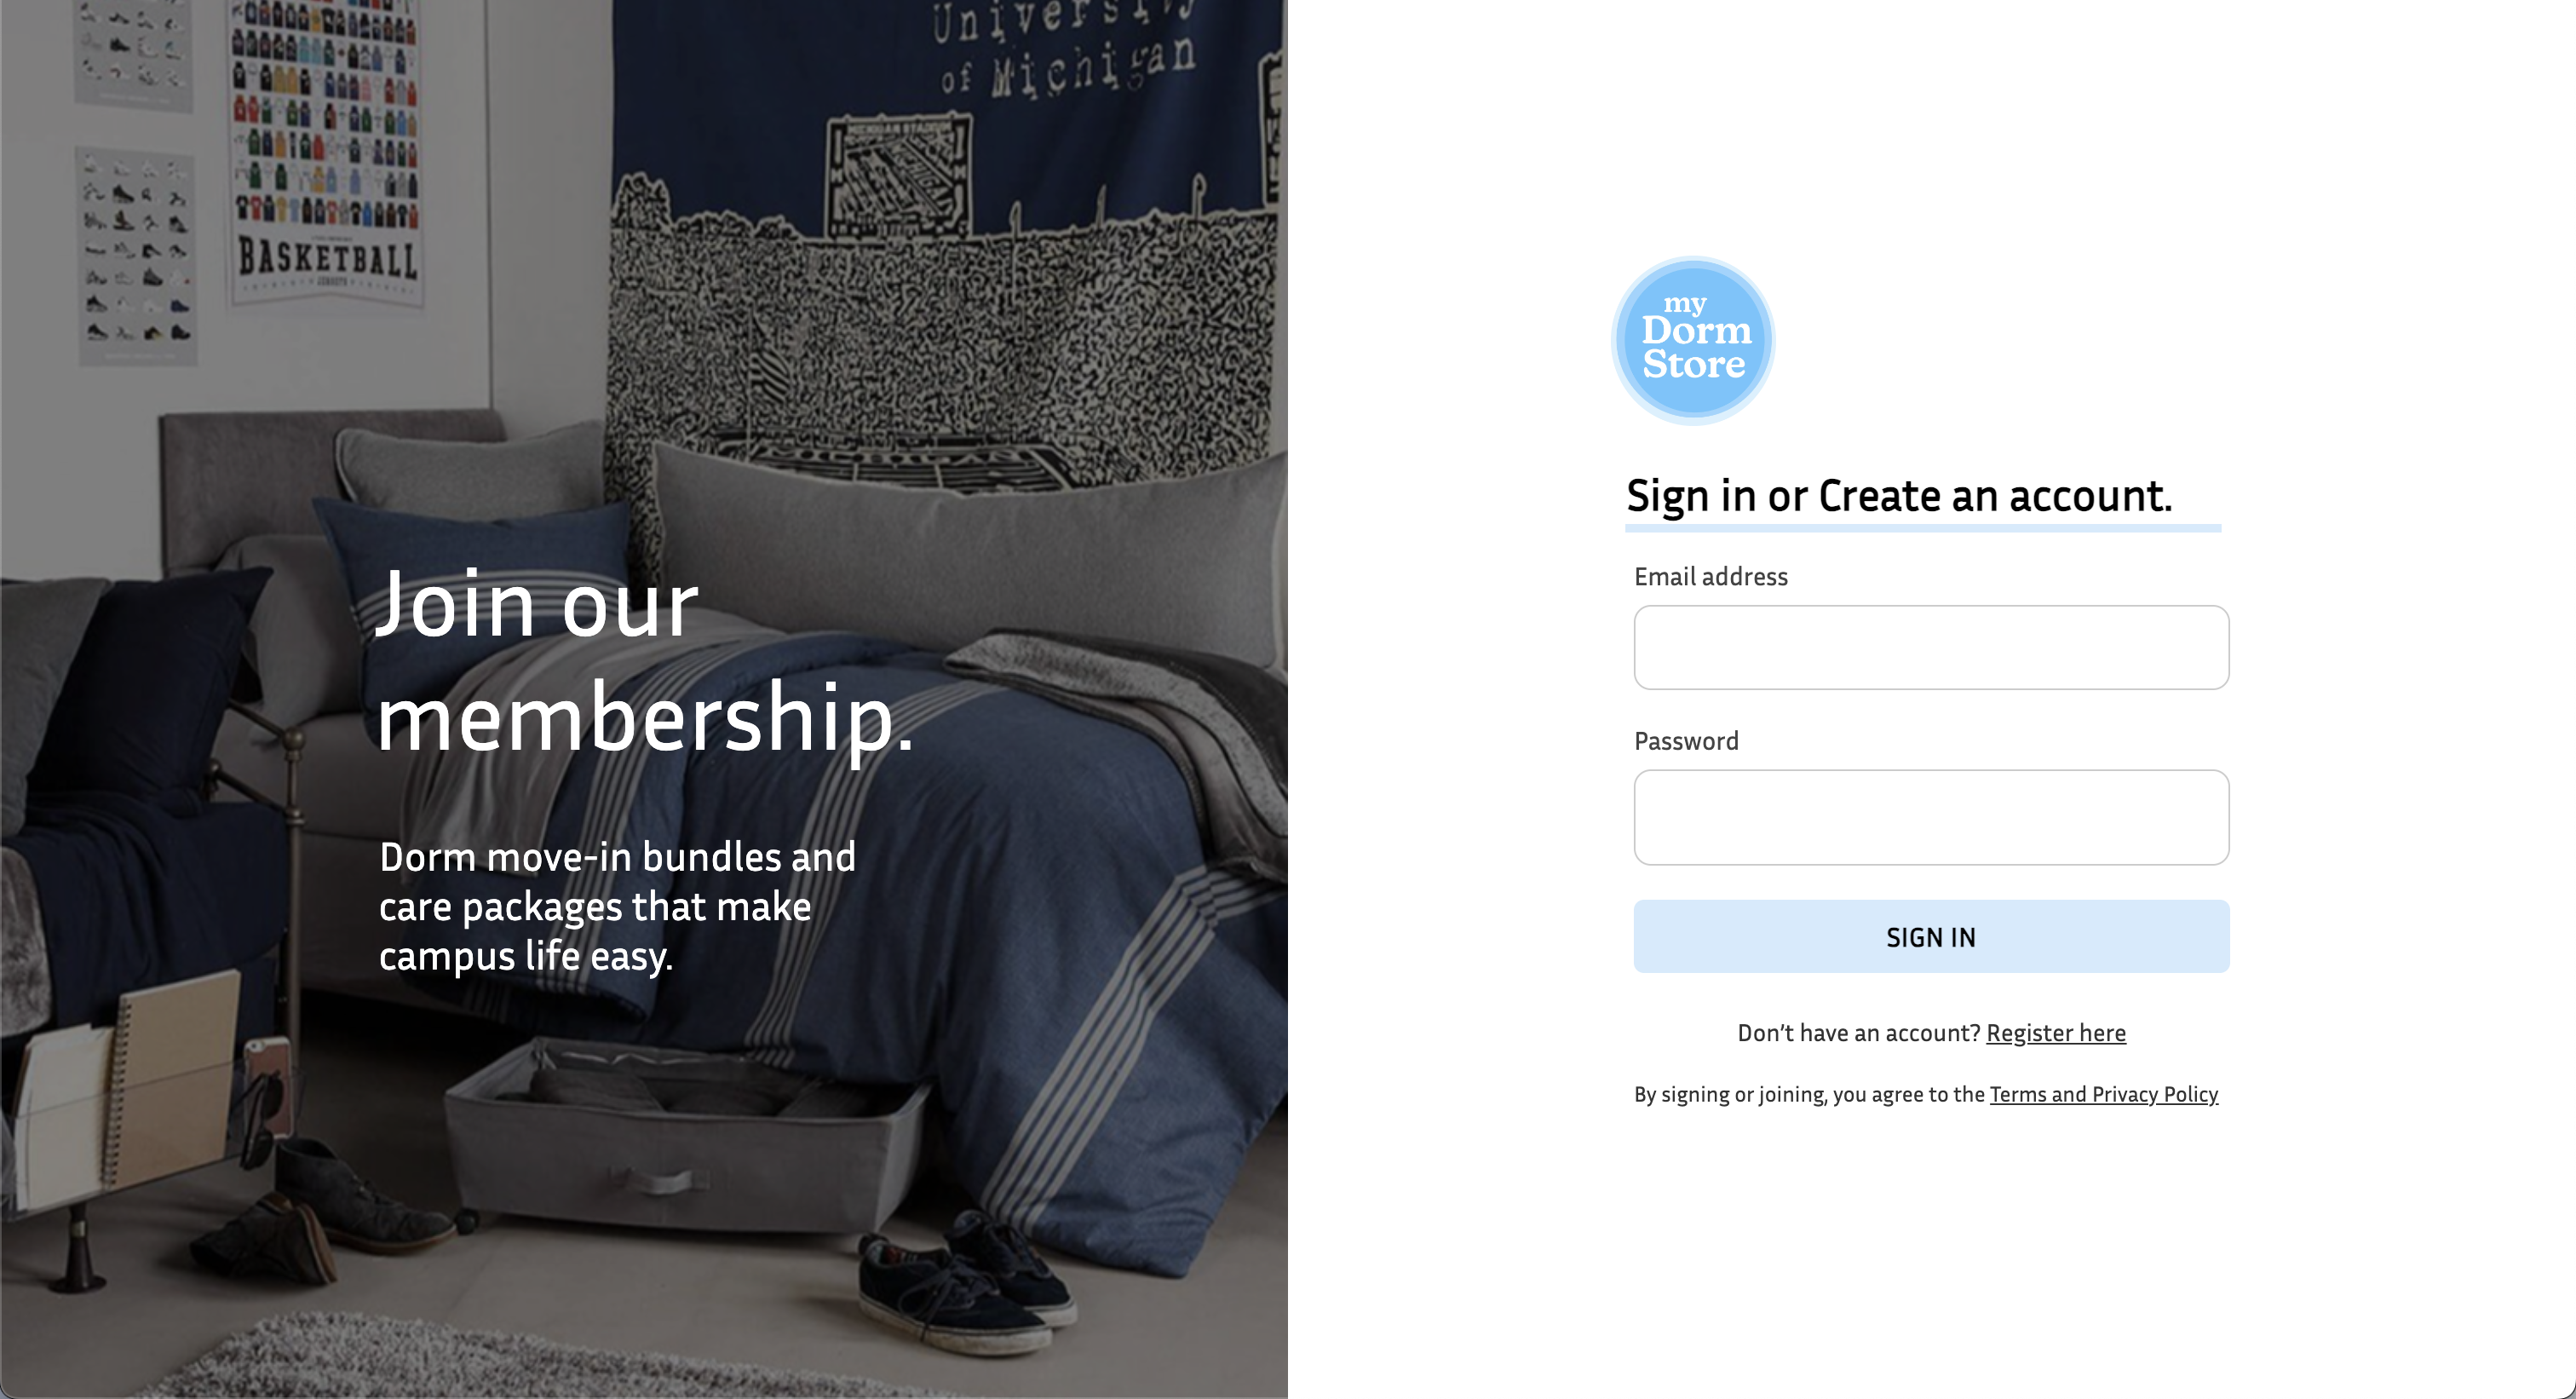 University
of Michigan
MICHIGAN STADIUM
BASKETBALL
JERSEYS
Join our
membership.
Dorm move-in bundles and
care packages that make
campus life easy.
my
Dorm
Store
Sign in or Create an account.
Email address
Password
SIGN IN
Don’t have an account? Register here
By signing or joining, you agree to the Terms and Privacy Policy